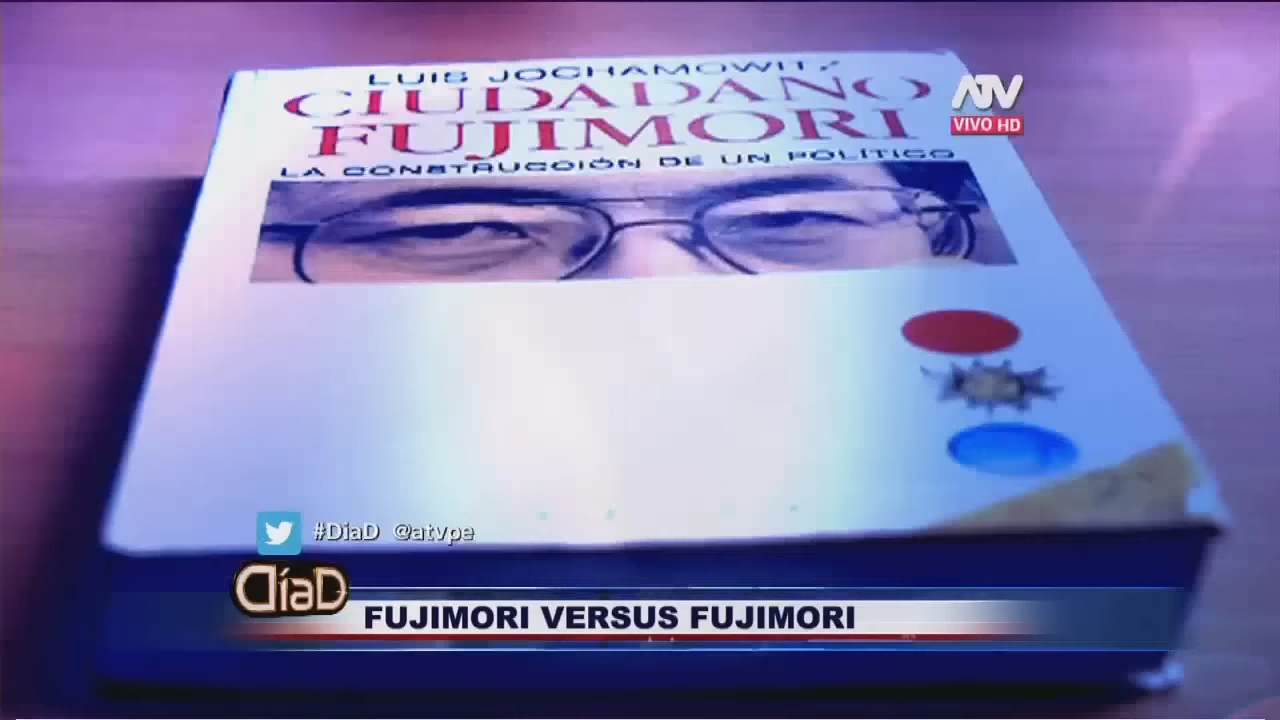 LUIS JOCHAMOWITZ
CIUDADANO
FUJIMORI
LA CONSTRUCCIÓN DE UN POLÍTICO
ATV
VIVO HD
#DiaD @atvpe
DíaD
FUJIMORI VERSUS FUJIMORI